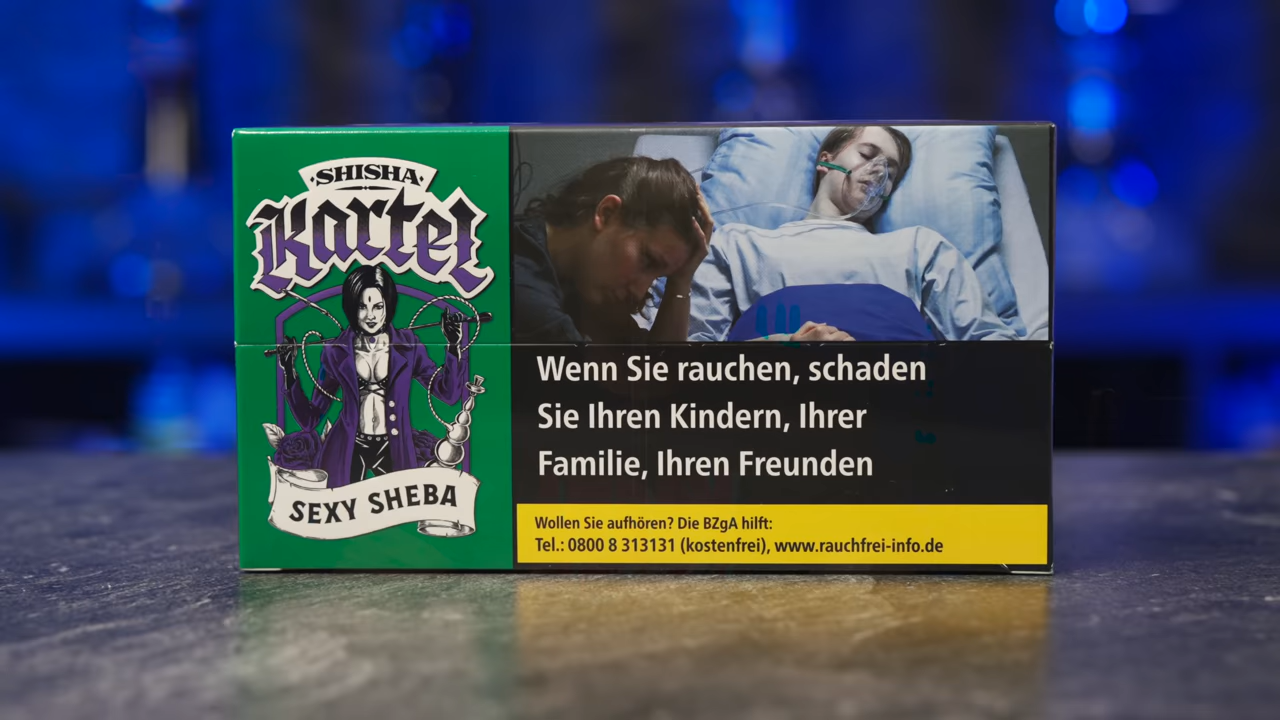 ·SHISHA·
Kartel
SEXY SHEBA
Wenn Sie rauchen, schaden
Sie Ihren Kindern, Ihrer
Familie, Ihren Freunden
Wollen Sie aufhören? Die BZgA hilft:
Tel.: 0800 8 313131 (kostenfrei), www.rauchfrei-info.de